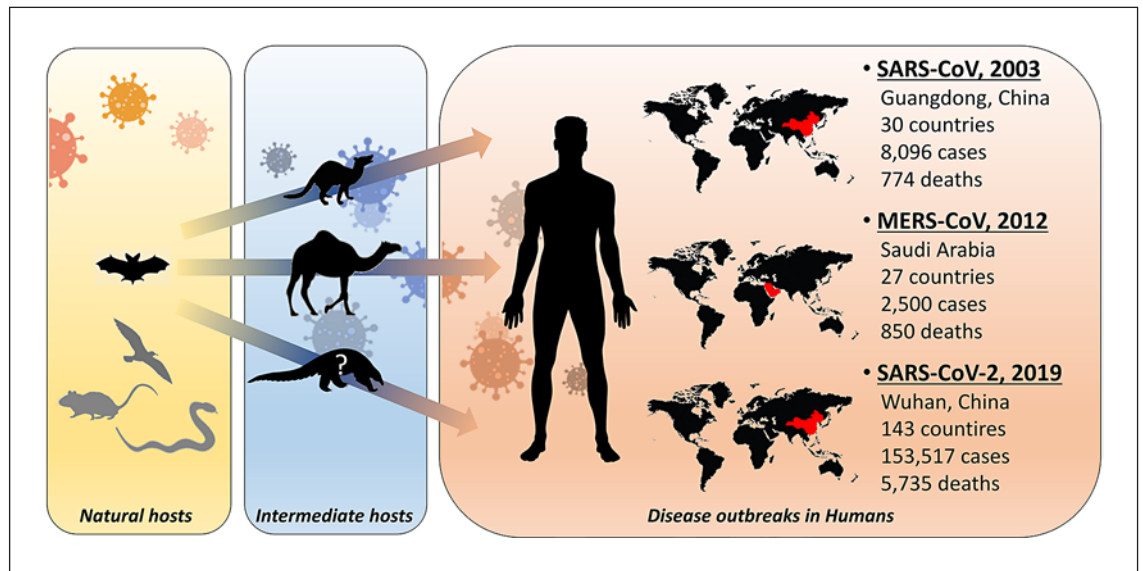 • SARS-CoV, 2003
Guangdong, China
30 countries
8,096 cases
774 deaths
• MERS-CoV, 2012
Saudi Arabia
27 countries
2,500 cases
850 deaths
?
• SARS-CoV-2, 2019
Wuhan, China
143 countires
153,517 cases
5,735 deaths
Natural hosts
Intermediate hosts
Disease outbreaks in Humans